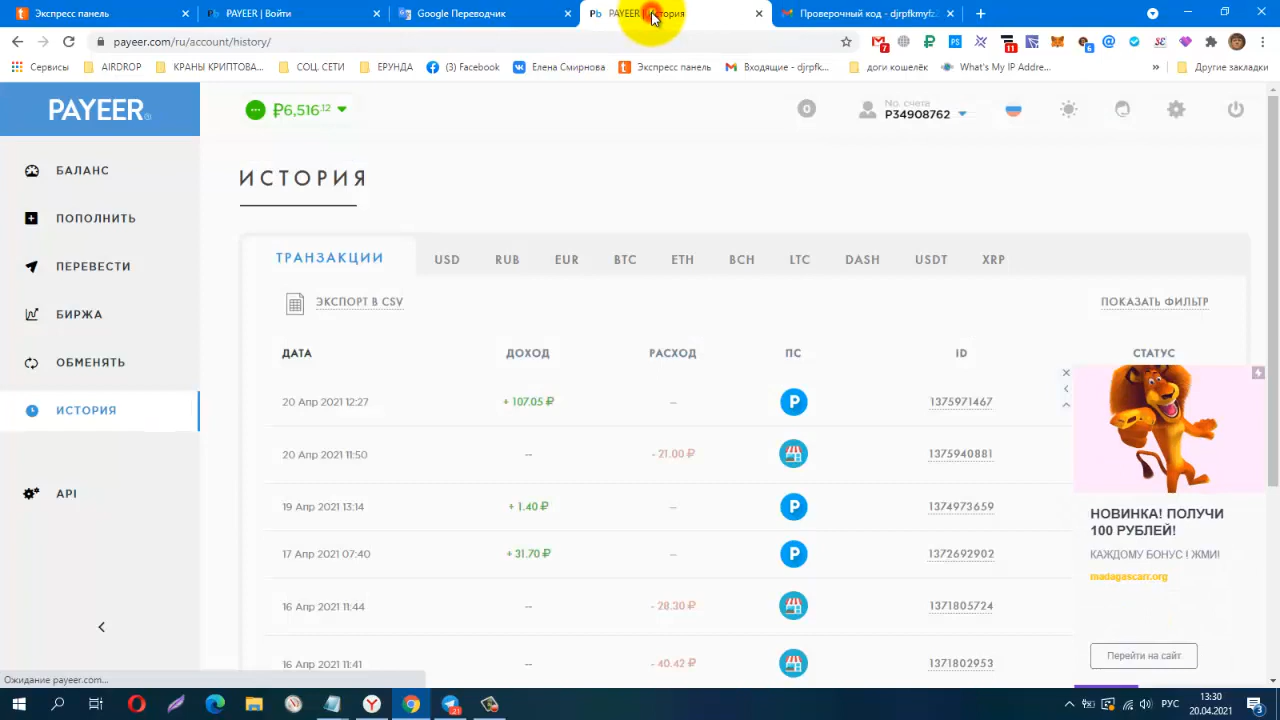 Экспресс панель
PAYEER | Войти
Google Переводчик
PAYEER | История
Проверочный код - djrpfkmyfz
payeer.com/ru/account/history/
Сервисы
AIRDROP
КРАНЫ КРИПТОВА...
СОЦ. СЕТИ
ЕРУНДА
(3) Facebook
Елена Смирнова
Экспресс панель
Входящие - djrpfk...
доги кошелёк
What's My IP Addre...
»
Другие закладки
PAYEER
₽6,516.12
0
No. счета
P34908762
БАЛАНС
ПОПОЛНИТЬ
ПЕРЕВЕСТИ
БИРЖА
ОБМЕНЯТЬ
ИСТОРИЯ
API
ИСТОРИЯ
ТРАНЗАКЦИИ USD RUB EUR BTC ETH BCH LTC DASH USDT XRP
ЭКСПОРТ В CSV
ПОКАЗАТЬ ФИЛЬТР
ДАТА ДОХОД РАСХОД ПС ID СТАТУС
20 Апр 2021 12:27 + 107.05 ₽ -- P 1375971467
20 Апр 2021 11:50 -- - 21.00 ₽ 1375940881
19 Апр 2021 13:14 + 1.40 ₽ -- P 1374973659
17 Апр 2021 07:40 + 31.70 ₽ -- P 1372692902
16 Апр 2021 11:44 -- - 28.30 ₽ 1371805724
16 Апр 2021 11:41 -- - 40.42 ₽ 1371802953
НОВИНКА! ПОЛУЧИ
100 РУБЛЕЙ!
КАЖДОМУ БОНУС ! ЖМИ!
madagascarr.org
Перейти на сайт
Ожидание payeer.com...
РУС
13:30
20.04.2021